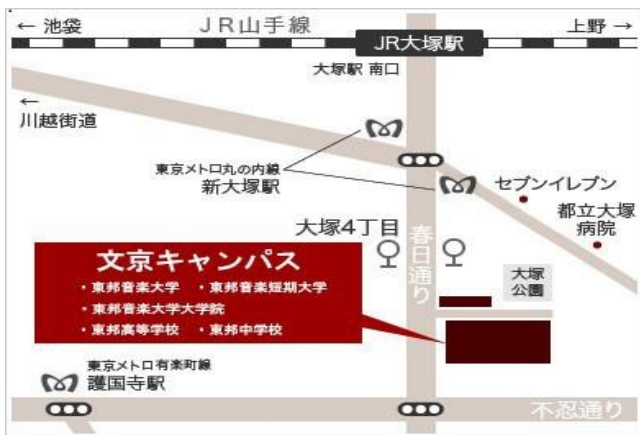 ← 池袋
JR山手線
上野 →
JR大塚駅
大塚駅 南口
←
川越街道
東京メトロ丸の内線
新大塚駅
セブンイレブン
都立大塚
病院
大塚4丁目
春日通り
大塚
公園
文京キャンパス
・東邦音楽大学 ・東邦音楽短期大学
・東邦音楽大学大学院
・東邦高等学校 ・東邦中学校
東京メトロ有楽町線
護国寺駅
不忍通り